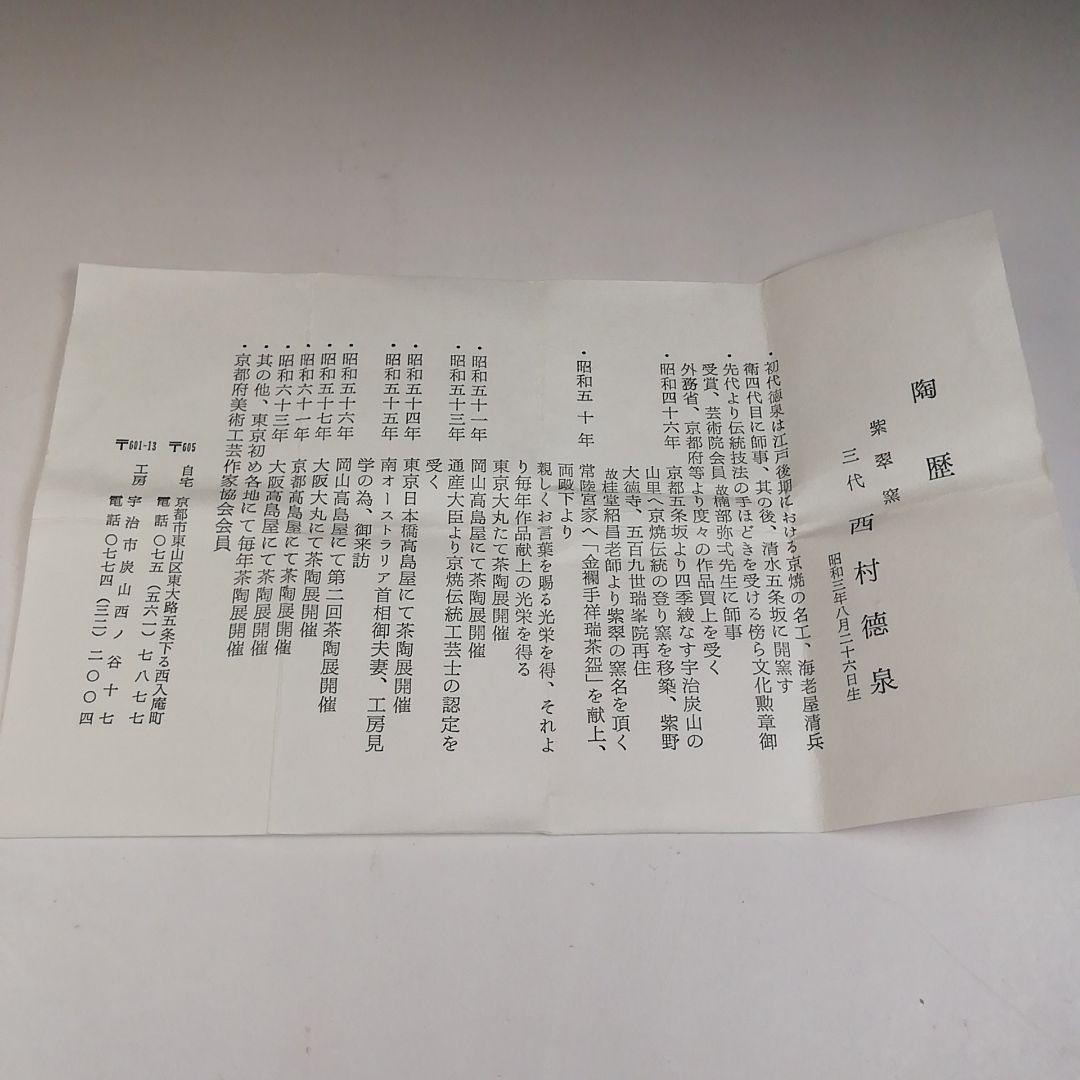 陶歴
紫翠窯
三代 西村德泉
昭和三年八月二十六日生
・初代徳泉は江戸後期における京焼の名工、海老屋清兵
衛四代目に師事、其の後、清水五条坂に開窯す
・先代より伝統技法の手ほどきを受ける傍ら文化勲章御
受賞、芸術院会員故楠部弥弌先生に師事
外務省、京都府等より度々の作品買上を受く
・昭和四十六年 京都五条坂より四季綾なす宇治炭山の
山里へ京焼伝統の登り窯を移築、紫野
大徳寺、五百九世瑞峯院再住
故桂堂紹昌老師より紫翠の窯名を頂く
・昭和五十年 常陸宮家へ「金襴手祥瑞茶盌」を献上、
両殿下より
親しくお言葉を賜る光栄を得、それよ
り毎年作品献上の光栄を得る
東京大丸たて茶陶展開催
・昭和五十一年 岡山高島屋にて茶陶展開催
・昭和五十三年 通産大臣より京焼伝統工芸士の認定を
受く
・昭和五十四年 東京日本橋高島屋にて茶陶展開催
・昭和五十五年 南オーストラリア首相御夫妻、工房見
学の為、御来訪
・昭和五十六年 岡山高島屋にて第二回茶陶展開催
・昭和五十七年 大阪大丸にて茶陶展開催
・昭和六十一年 京都高島屋にて茶陶展開催
・昭和六十三年 大阪高島屋にて茶陶展開催
・其の他、東京初め各地にて毎年茶陶展開催
・京都府美術工芸作家協会会員
〒605 自宅 京都市東山区東大路五条下る西入庵町
電話〇七五(五六一)七八七七
〒601-13 工房 宇治市炭山西ノ谷十七
電話〇七七四(三二)二〇〇四